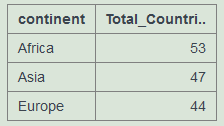 continent Total_Countri..
Africa 53
Asia 47
Europe 44